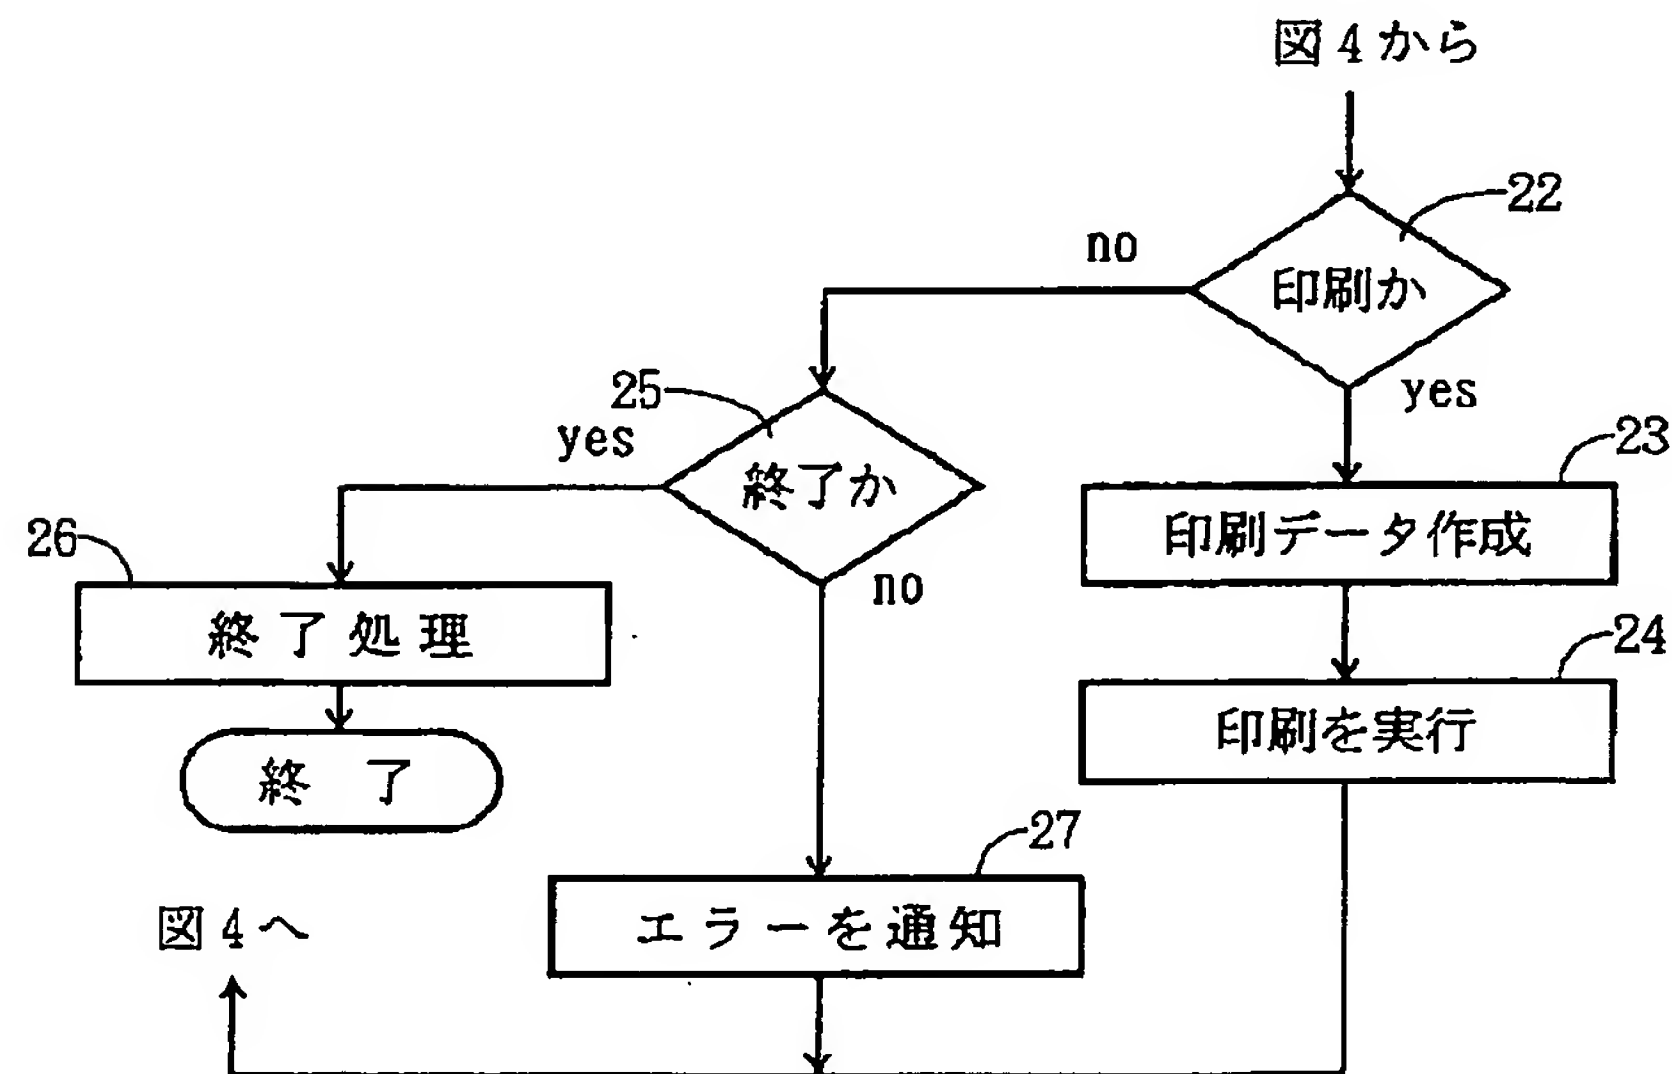 図4から
22
no
印刷か
25
yes
yes
23
終了か
印刷データ作成
26
no
終了処理
24
印刷を実行
終 了
27
図4へ
エラーを通知